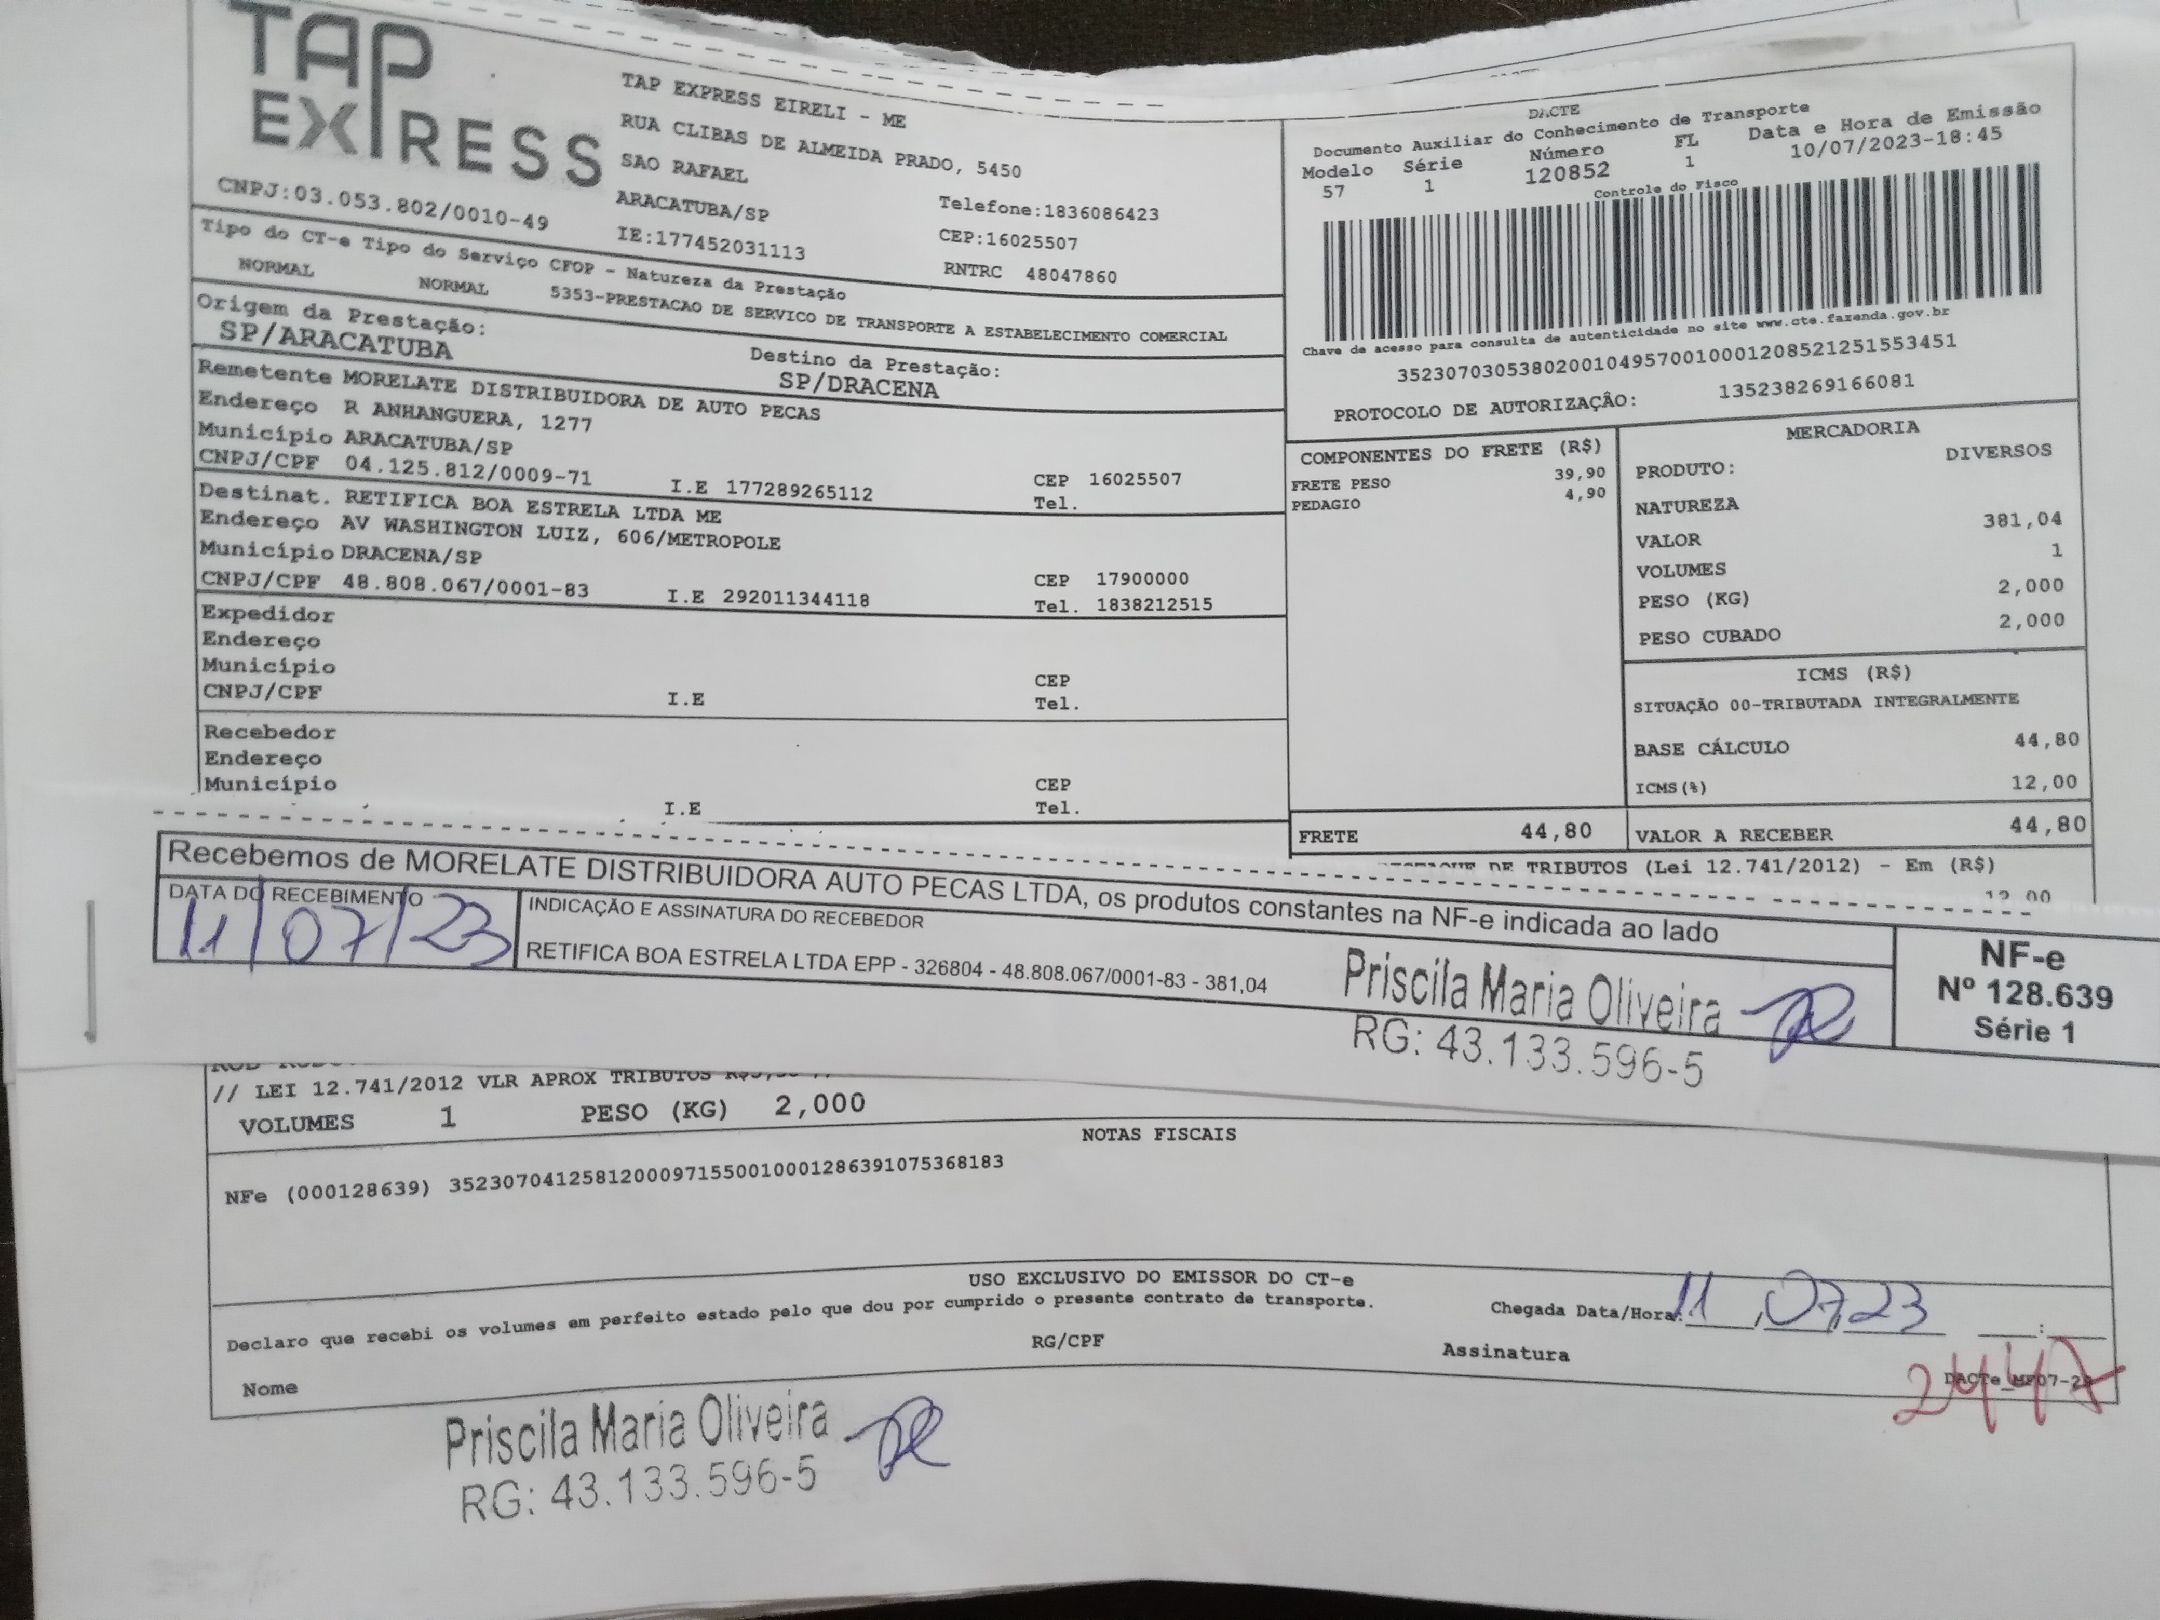 TAP
EXPRESS
TAP EXPRESS EIRELI - ME
RUA CLIBAS DE ALMEIDA PRADO, 5450
SAO RAFAEL
ARACATUBA/SP
Telefone:1836086423
CNPJ:03.053.802/0010-49
IE:177452031113
CEP:16025507
RNTRC 48047860
Tipo do CT-e Tipo do Serviço CFOP - Natureza da Prestação
NORMAL NORMAL 5353-PRESTACAO DE SERVICO DE TRANSPORTE A ESTABELECIMENTO COMERCIAL
Origem da Prestação:
SP/ARACATUBA
Destino da Prestação:
SP/DRACENA
Remetente MORELATE DISTRIBUIDORA DE AUTO PECAS
Endereço R ANHANGUERA, 1277
Município ARACATUBA/SP
CEP 16025507
CNPJ/CPF 04.125.812/0009-71 I.E 177289265112 Tel.
Destinat. RETIFICA BOA ESTRELA LTDA ME
Endereço AV WASHINGTON LUIZ, 606/METROPOLE
Município DRACENA/SP
CEP 17900000
CNPJ/CPF 48.808.067/0001-83 I.E 292011344118 Tel. 1838212515
Expedidor
Endereço
Município CEP
CNPJ/CPF I.E Tel.
Recebedor
Endereço
Município CEP
I.E Tel.
DACTE
Documento Auxiliar do Conhecimento de Transporte
Modelo Série Número FL Data e Hora de Emissão
57 1 120852 1 10/07/2023-18:45
Controle do Fisco
Chave de acesso para consulta de autenticidade no site www.cte.fazenda.gov.br
35230703053802001049570010001208521251553451
PROTOCOLO DE AUTORIZAÇÃO: 135238269166081
COMPONENTES DO FRETE (R$)
FRETE PESO 39,90
PEDAGIO 4,90
MERCADORIA
PRODUTO: DIVERSOS
NATUREZA
VALOR 381,04
VOLUMES 1
PESO (KG) 2,000
PESO CUBADO 2,000
ICMS (R$)
SITUAÇÃO 00-TRIBUTADA INTEGRALMENTE
BASE CÁLCULO 44,80
ICMS(%) 12,00
FRETE 44,80 VALOR A RECEBER 44,80
DE TRIBUTOS (Lei 12.741/2012) - Em (R$)
12,00
Recebemos de MORELATE DISTRIBUIDORA AUTO PECAS LTDA, os produtos constantes na NF-e indicada ao lado
DATA DO RECEBIMENTO
11/07/23
INDICAÇÃO E ASSINATURA DO RECEBEDOR
RETIFICA BOA ESTRELA LTDA EPP - 326804 - 48.808.067/0001-83 - 381,04
Priscila Maria Oliveira
RG: 43.133.596-5
NF-e
Nº 128.639
Série 1
// LEI 12.741/2012 VLR APROX TRIBUTOS
VOLUMES 1 PESO (KG) 2,000
NOTAS FISCAIS
NFe (000128639) 35230704125812000971550010001286391075368183
USO EXCLUSIVO DO EMISSOR DO CT-e
Declaro que recebi os volumes em perfeito estado pelo que dou por cumprido o presente contrato de transporte.
Chegada Data/Hora: 11,07,23 :
Nome RG/CPF Assinatura
Priscila Maria Oliveira
RG: 43.133.596-5